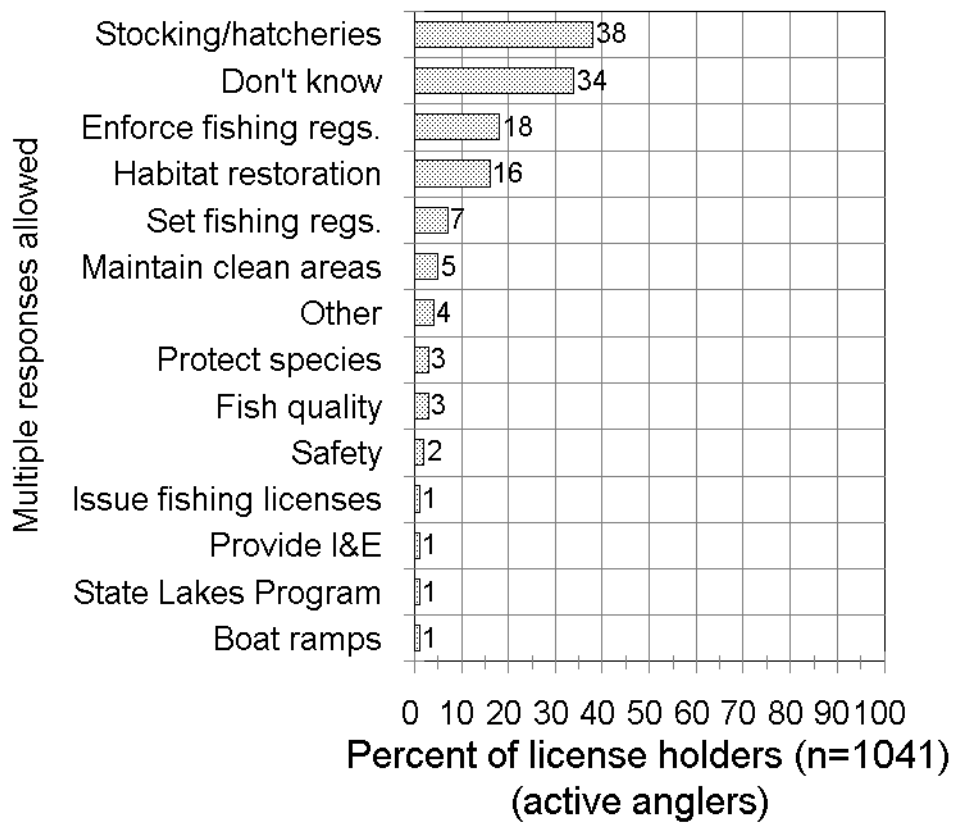 Multiple responses allowed
Stocking/hatcheries 38
Don't know 34
Enforce fishing regs. 18
Habitat restoration 16
Set fishing regs. 7
Maintain clean areas 5
Other 4
Protect species 3
Fish quality 3
Safety 2
Issue fishing licenses 1
Provide I&E 1
State Lakes Program 1
Boat ramps 1
0 10 20 30 40 50 60 70 80 90 100
Percent of license holders (n=1041)
(active anglers)